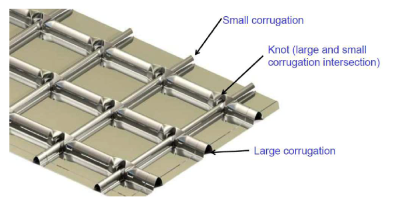 Small corrugation
Knot (large and small
corrugation intersection)
Large corrugation